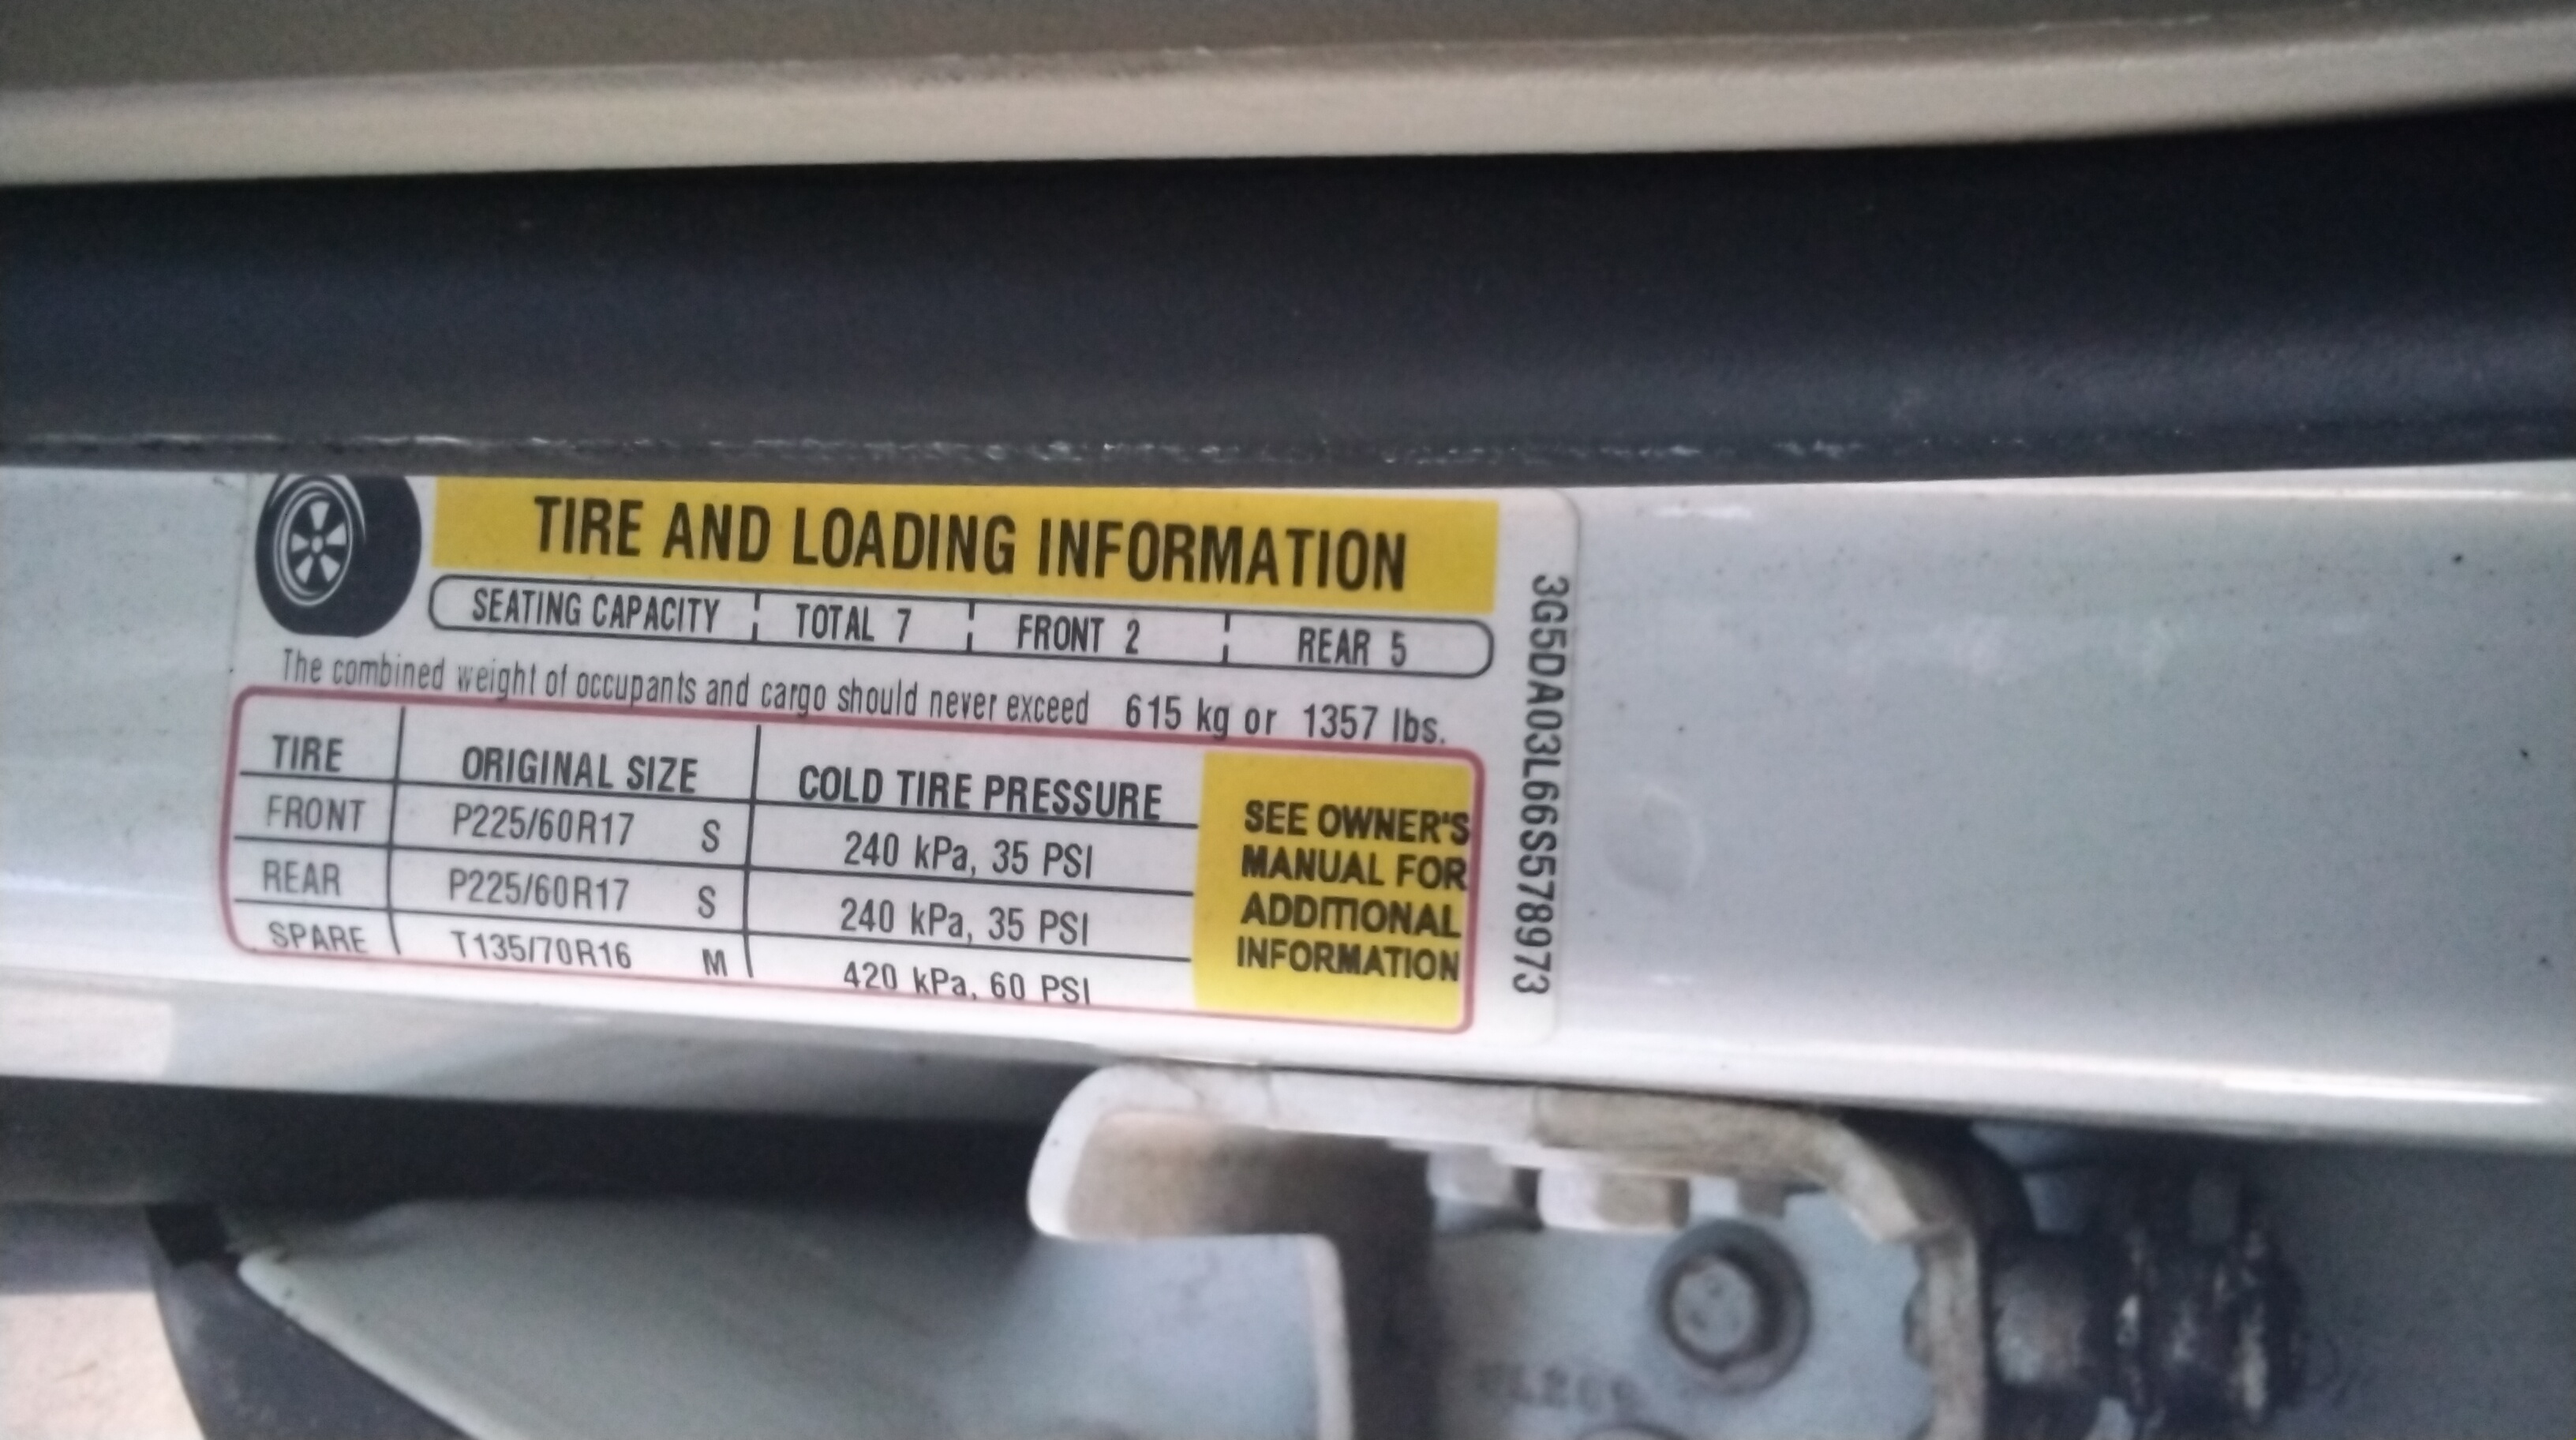 TIRE AND LOADING INFORMATION
SEATING CAPACITY TOTAL 7 FRONT 2 REAR 5
The combined weight of occupants and cargo should never exceed 615 kg or 1357 lbs.
TIRE ORIGINAL SIZE COLD TIRE PRESSURE
FRONT P225/60R17 S 240 kPa, 35 PSI
REAR P225/60R17 S 240 kPa, 35 PSI
SPARE T135/70R16 M 420 kPa, 60 PSI
SEE OWNER'S
MANUAL FOR
ADDITIONAL
INFORMATION
3G5DA03L66S578973